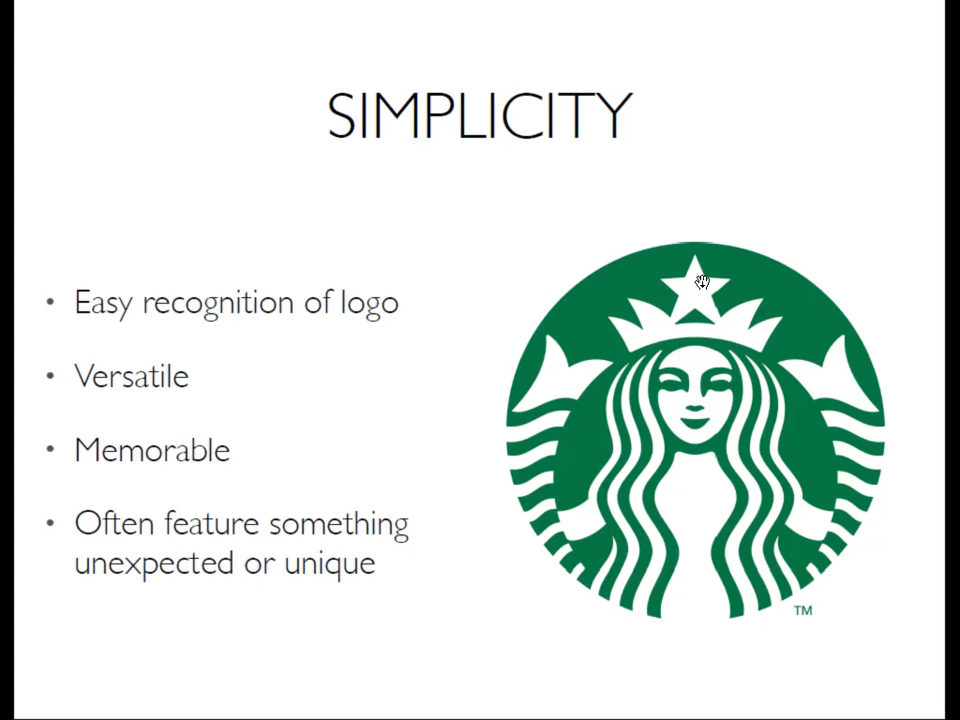 SIMPLICITY
• Easy recognition of logo
• Versatile
• Memorable
• Often feature something
unexpected or unique
TM